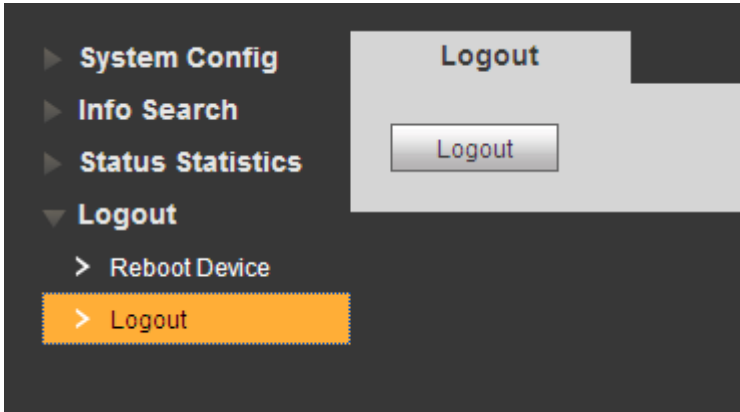 System Config
Info Search
Status Statistics
Logout
Reboot Device
Logout
Logout
Logout